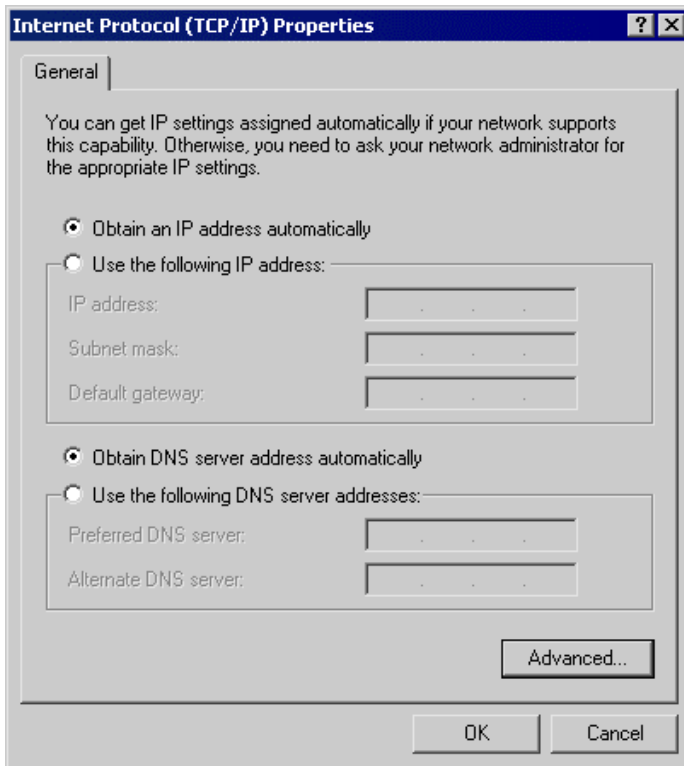 Internet Protocol (TCP/IP) Properties
General
You can get IP settings assigned automatically if your network supports
this capability. Otherwise, you need to ask your network administrator for
the appropriate IP settings.
Obtain an IP address automatically
Use the following IP address:
IP address:
Subnet mask:
Default gateway:
Obtain DNS server address automatically
Use the following DNS server addresses:
Preferred DNS server:
Alternate DNS server:
Advanced...
OK
Cancel